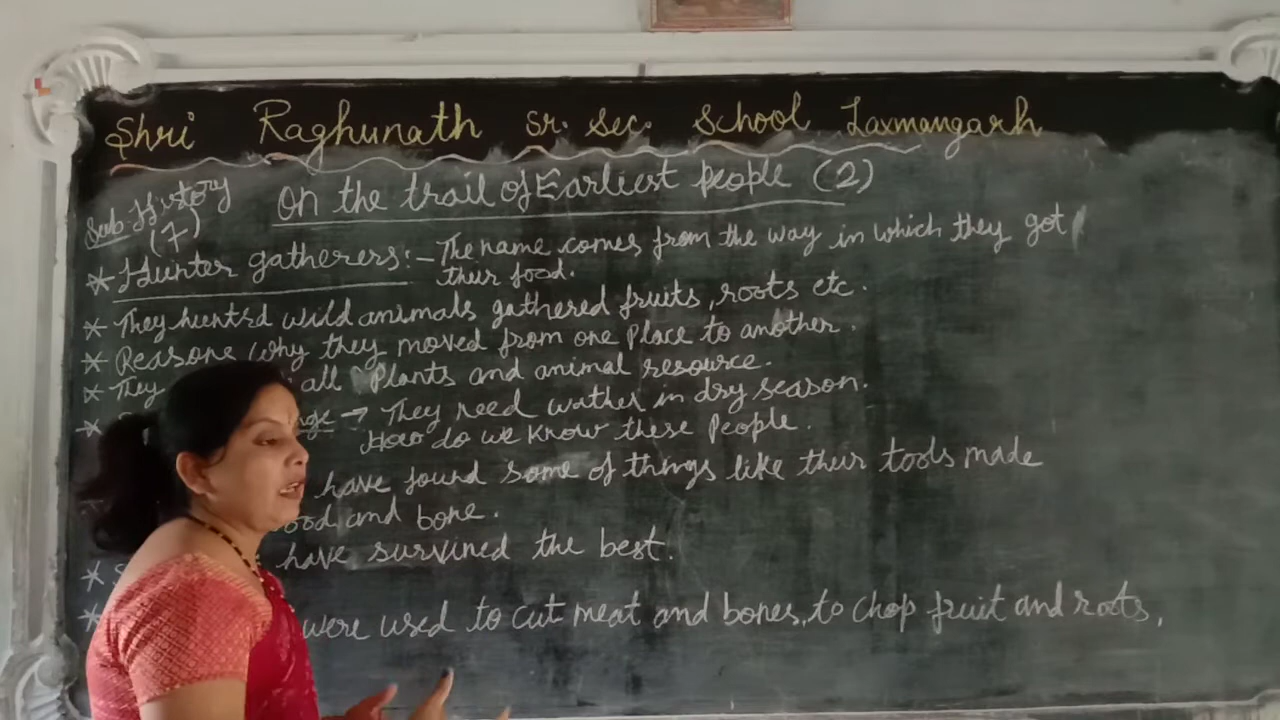 Shri Raghunath Sr. Sec. School Laxmangarh
Sub History On the trail of Earliest people (2)
(7)
* Hunter gatherers:- The name comes from the way in which they got
their food.
* They hunted wild animals gathered fruits, roots etc.
* Reasons why they moved from one Place to another.
* They all Plants and animal resource.
* nge → They need wather in dry season.
How do we know these People.
have found some of things like their tools made
ood and bone.
* S have survined the best.
* were used to cut meat and bones, to chop fruit and roots,